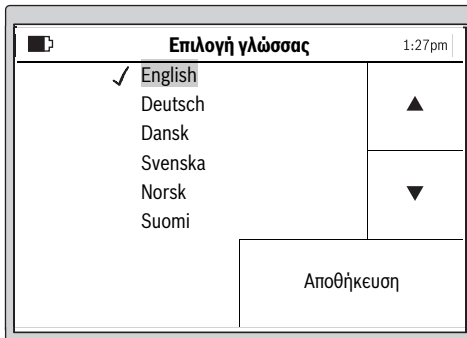 Επιλογή γλώσσας 1:27pm
English
Deutsch
Dansk
Svenska
Norsk
Suomi
Αποθήκευση